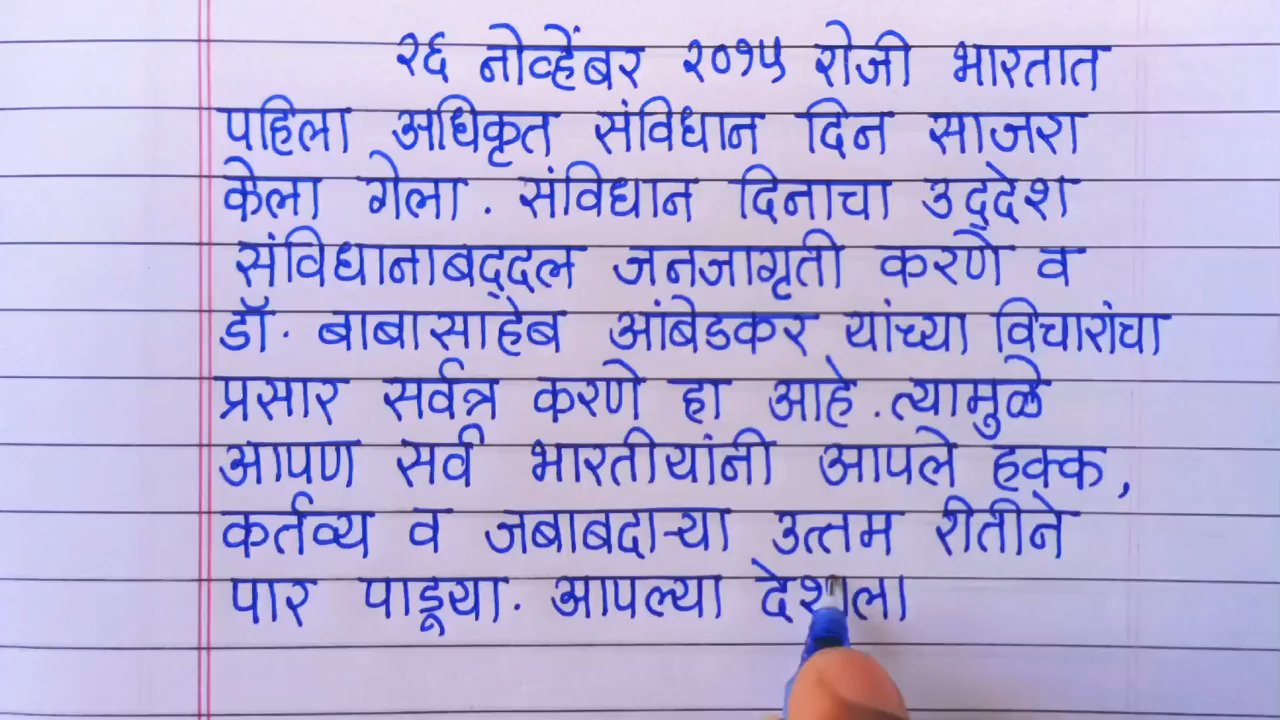 २६ नोव्हेंबर २०१५ रोजी भारतात
पहिला अधिकृत संविधान दिन साजरा
केला गेला. संविधान दिनाचा उद्‌देश
संविधानाबद्‌दल जनजागृती करणे व
डॉ. बाबासाहेब आंबेडकर यांच्या विचारांचा
प्रसार सर्वत्र करणे हा आहे. त्यामुळे
आपण सर्व भारतीयांनी आपले हक्क,
कर्तव्य व जबाबदाऱ्या उत्तम रीतीने
पार पाडूया. आपल्या देशाला